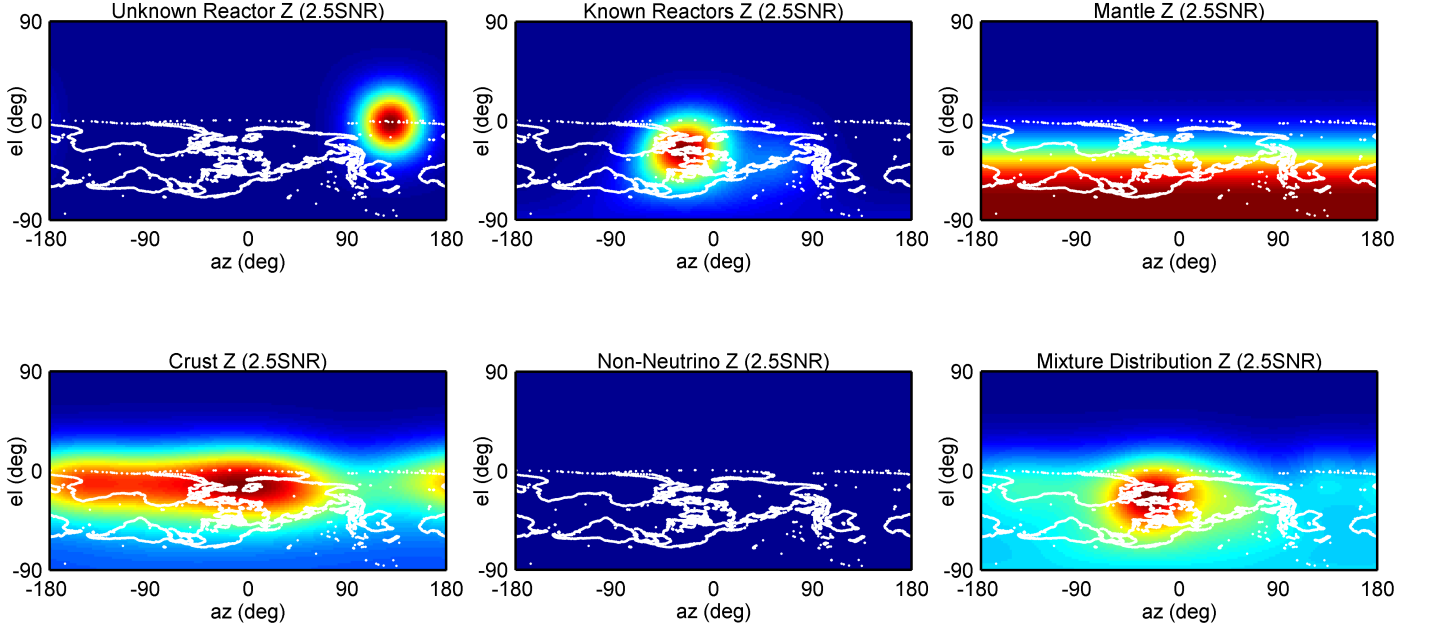 Unknown Reactor Z (2.5SNR)
90
0
-90
el (deg)
-180
-90
0
90
180
az (deg)
Known Reactors Z (2.5SNR)
90
0
-90
el (deg)
-180
-90
0
90
180
az (deg)
Mantle Z (2.5SNR)
90
0
-90
el (deg)
-180
-90
0
90
180
az (deg)
Crust Z (2.5SNR)
90
0
-90
el (deg)
-180
-90
0
90
180
az (deg)
Non-Neutrino Z (2.5SNR)
90
0
-90
el (deg)
-180
-90
0
90
180
az (deg)
Mixture Distribution Z (2.5SNR)
90
0
-90
el (deg)
-180
-90
0
90
180
az (deg)